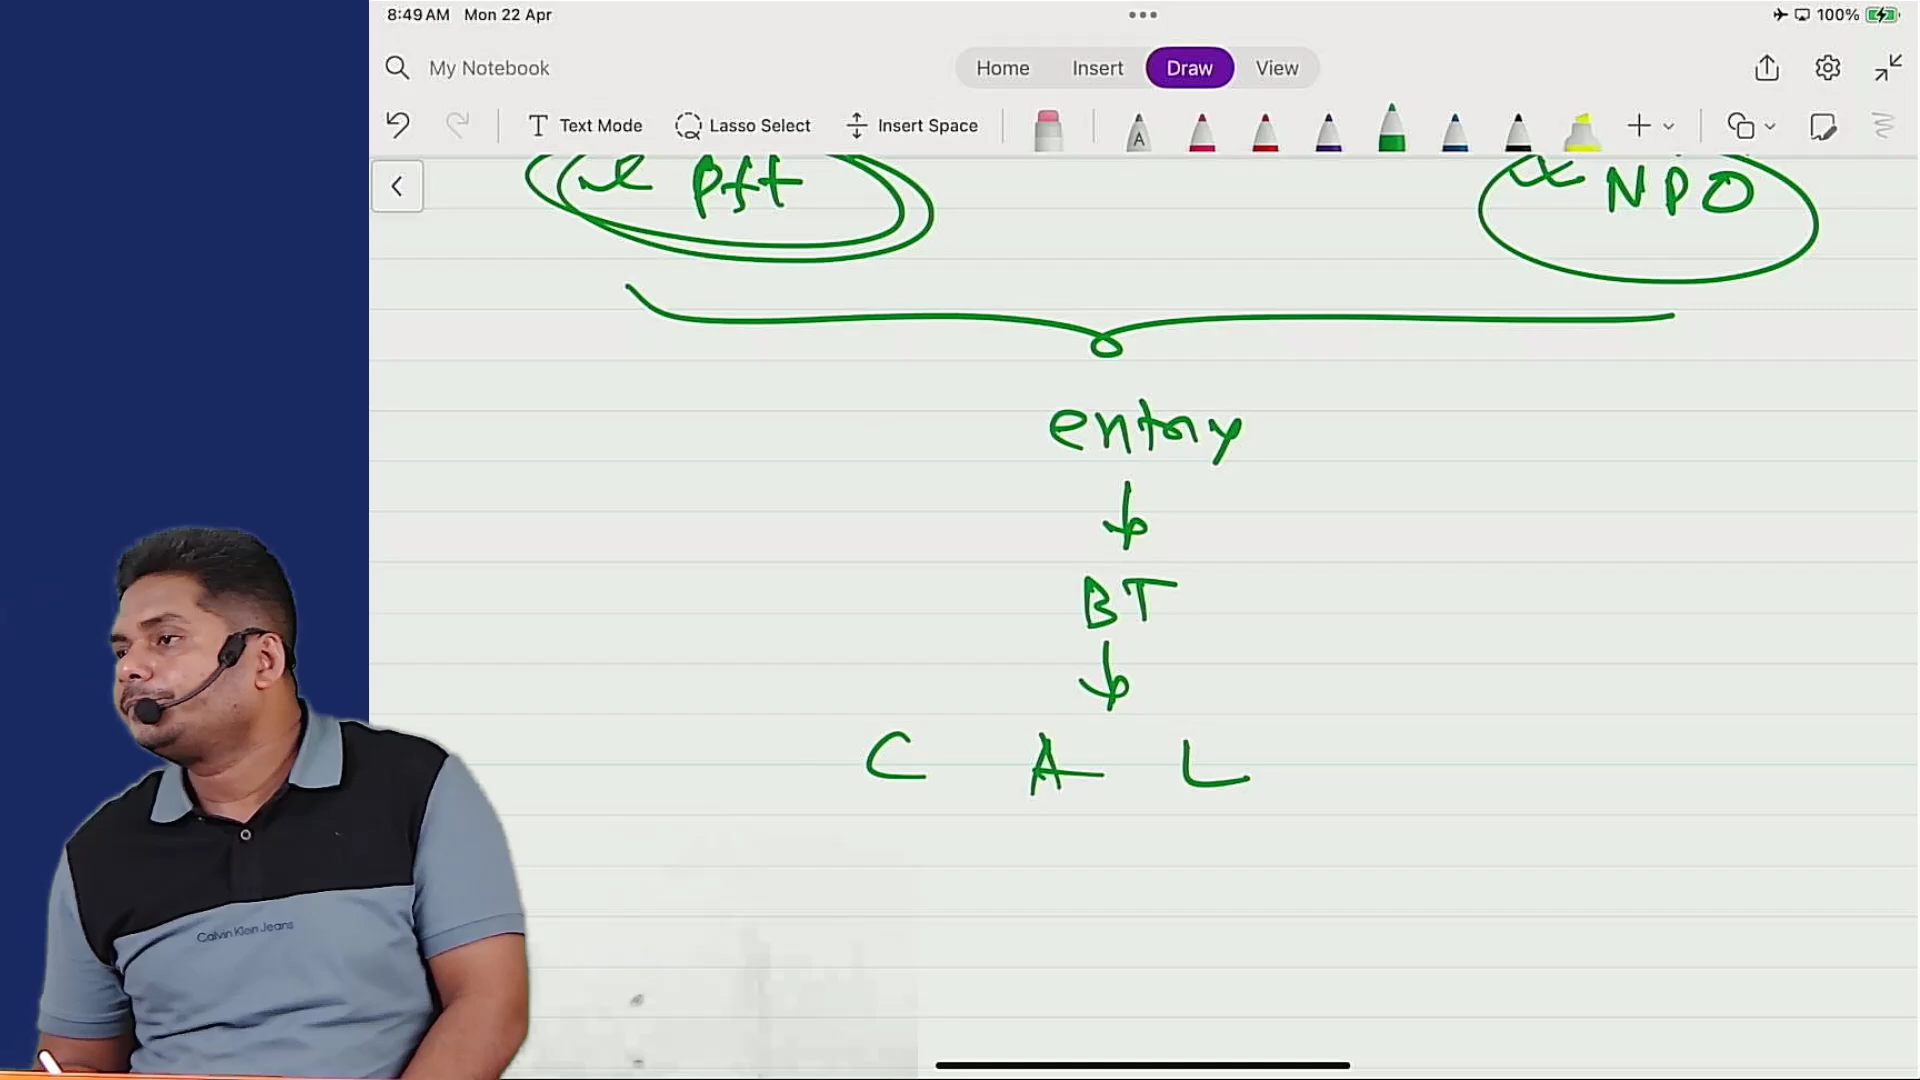 8:49 AM Mon 22 Apr 100%
My Notebook Home Insert Draw View
Text Mode Lasso Select Insert Space A
Pft NPO
entry
BT
C A L
Calvin Klein Jeans